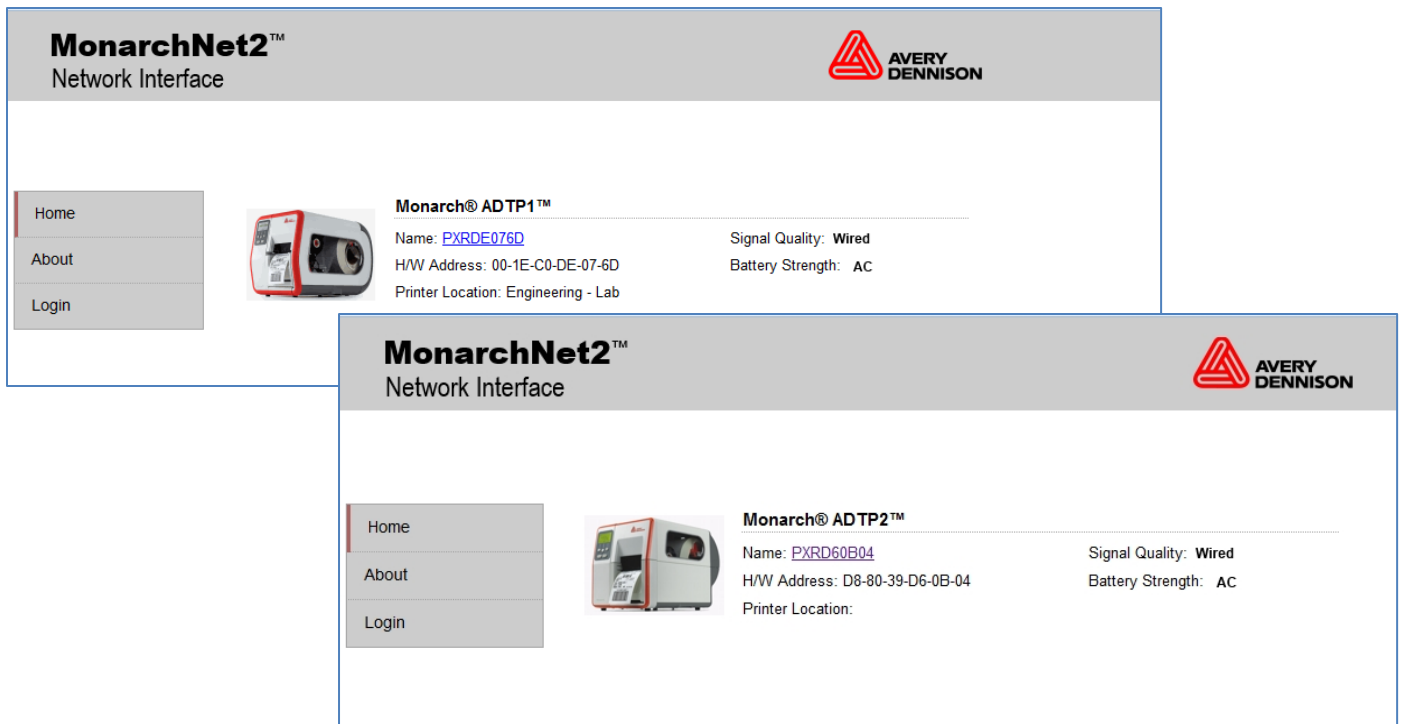 MonarchNet2™
Network Interface
AVERY
DENNISON
Home
About
Login
Monarch® ADTP1™
Name: PXRDE076D
Signal Quality: Wired
H/W Address: 00-1E-C0-DE-07-6D
Battery Strength: AC
Printer Location: Engineering - Lab
MonarchNet2™
Network Interface
AVERY
DENNISON
Home
About
Login
Monarch® ADTP2™
Name: PXRD60B04
Signal Quality: Wired
H/W Address: D8-80-39-D6-0B-04
Battery Strength: AC
Printer Location: